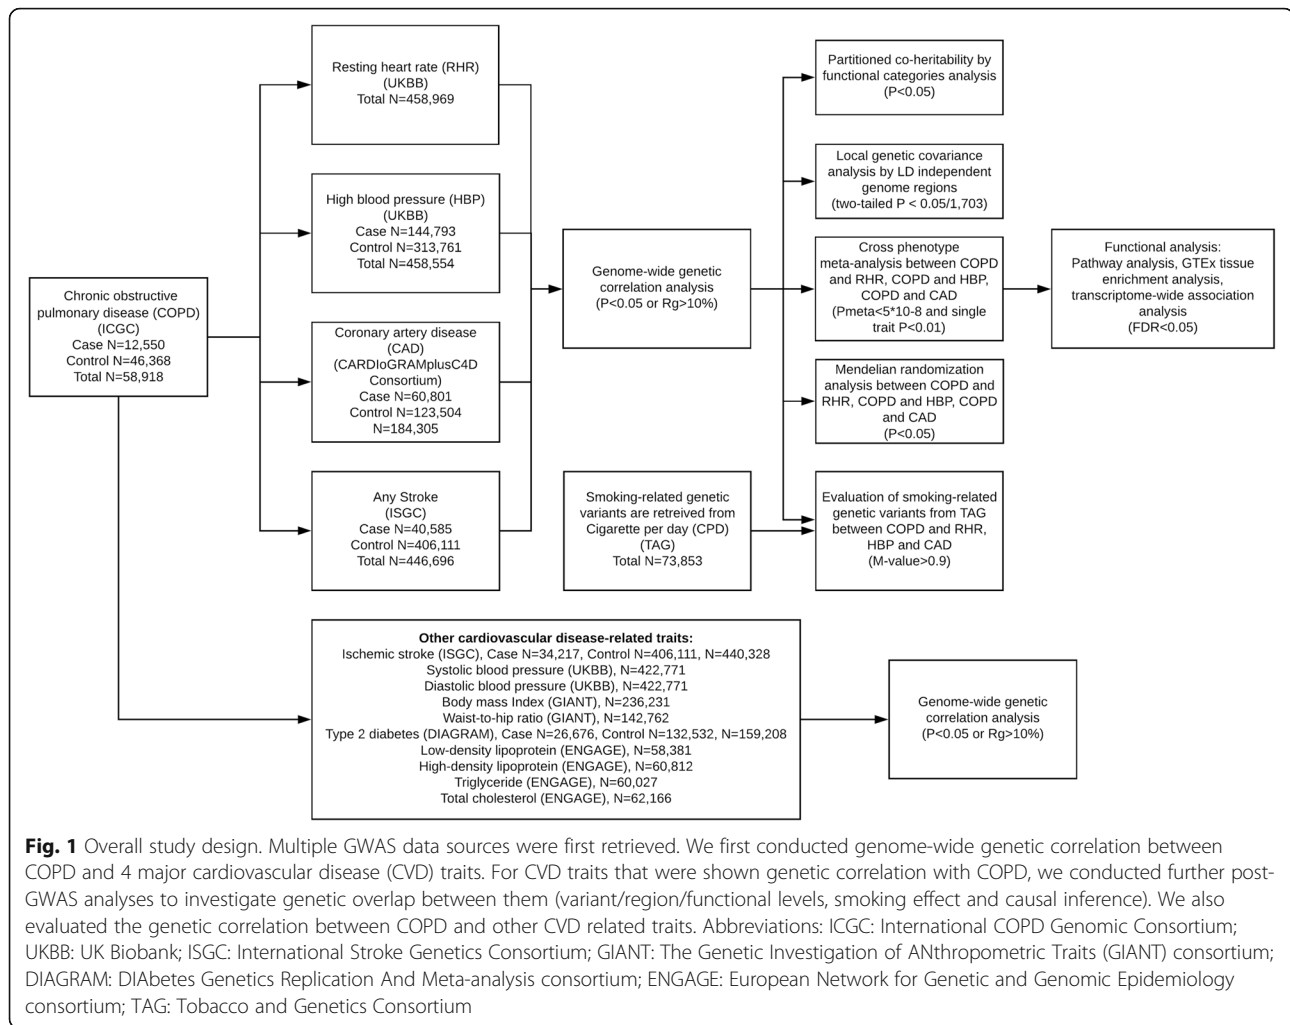 Resting heart rate (RHR)
(UKBB)
Total N=458,969
High blood pressure (HBP)
(UKBB)
Case N=144,793
Control N=313,761
Total N=458,554
Chronic obstructive
pulmonary disease (COPD)
(ICGC)
Case N=12,550
Control N=46,368
Total N=58,918
Coronary artery disease
(CAD)
(CARDIoGRAMplusC4D
Consortium)
Case N=60,801
Control N=123,504
N=184,305
Any Stroke
(ISGC)
Case N=40,585
Control N=406,111
Total N=446,696
Genome-wide genetic
correlation analysis
(P<0.05 or Rg>10%)
Smoking-related genetic
variants are retreived from
Cigarette per day (CPD)
(TAG)
Total N=73,853
Partitioned co-heritability by
functional categories analysis
(P<0.05)
Local genetic covariance
analysis by LD independent
genome regions
(two-tailed P < 0.05/1,703)
Cross phenotype
meta-analysis between COPD
and RHR, COPD and HBP,
COPD and CAD
(Pmeta<5*10-8 and single
trait P<0.01)
Mendelian randomization
analysis between COPD and
RHR, COPD and HBP, COPD
and CAD
(P<0.05)
Evaluation of smoking-related
genetic variants from TAG
between COPD and RHR,
HBP and CAD
(M-value>0.9)
Functional analysis:
Pathway analysis, GTEx tissue
enrichment analysis,
transcriptome-wide association
analysis
(FDR<0.05)
Other cardiovascular disease-related traits:
Ischemic stroke (ISGC), Case N=34,217, Control N=406,111, N=440,328
Systolic blood pressure (UKBB), N=422,771
Diastolic blood pressure (UKBB), N=422,771
Body mass Index (GIANT), N=236,231
Waist-to-hip ratio (GIANT), N=142,762
Type 2 diabetes (DIAGRAM), Case N=26,676, Control N=132,532, N=159,208
Low-density lipoprotein (ENGAGE), N=58,381
High-density lipoprotein (ENGAGE), N=60,812
Triglyceride (ENGAGE), N=60,027
Total cholesterol (ENGAGE), N=62,166
Genome-wide genetic
correlation analysis
(P<0.05 or Rg>10%)
Fig. 1 Overall study design. Multiple GWAS data sources were first retrieved. We first conducted genome-wide genetic correlation between
COPD and 4 major cardiovascular disease (CVD) traits. For CVD traits that were shown genetic correlation with COPD, we conducted further post-
GWAS analyses to investigate genetic overlap between them (variant/region/functional levels, smoking effect and causal inference). We also
evaluated the genetic correlation between COPD and other CVD related traits. Abbreviations: ICGC: International COPD Genomic Consortium;
UKBB: UK Biobank; ISGC: International Stroke Genetics Consortium; GIANT: The Genetic Investigation of ANthropometric Traits (GIANT) consortium;
DIAGRAM: DIAbetes Genetics Replication And Meta-analysis consortium; ENGAGE: European Network for Genetic and Genomic Epidemiology
consortium; TAG: Tobacco and Genetics Consortium